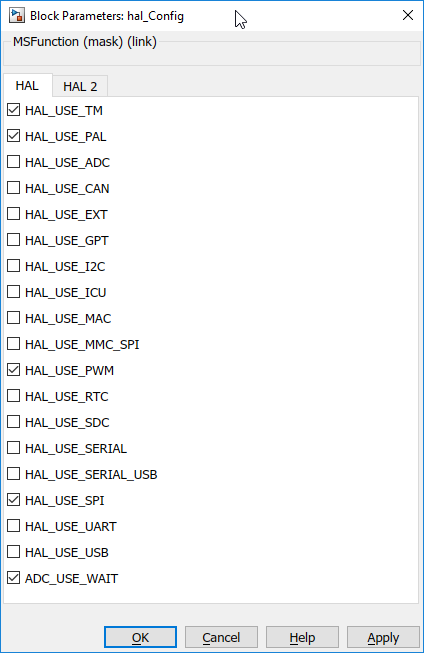 Block Parameters: hal_Config
MSFunction (mask) (link)
HAL
HAL 2
HAL_USE_TM
HAL_USE_PAL
HAL_USE_ADC
HAL_USE_CAN
HAL_USE_EXT
HAL_USE_GPT
HAL_USE_I2C
HAL_USE_ICU
HAL_USE_MAC
HAL_USE_MMC_SPI
HAL_USE_PWM
HAL_USE_RTC
HAL_USE_SDC
HAL_USE_SERIAL
HAL_USE_SERIAL_USB
HAL_USE_SPI
HAL_USE_UART
HAL_USE_USB
ADC_USE_WAIT
OK
Cancel
Help
Apply